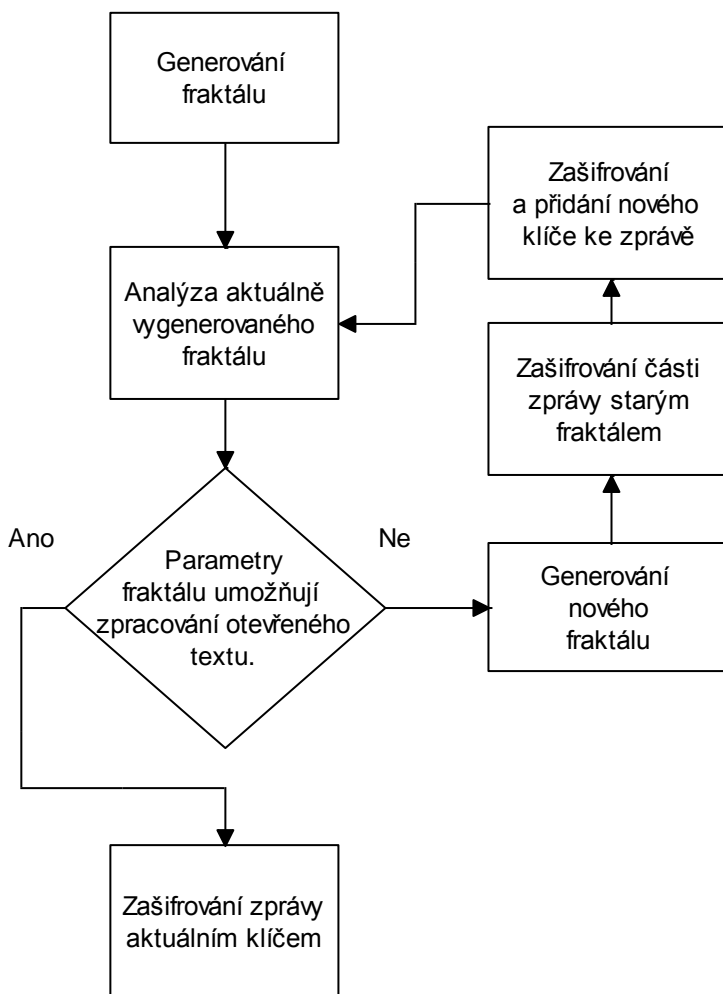 Generování
fraktálu
Zašifrování
a přidání nového
klíče ke zprávě
Analýza aktuálně
vygenerovaného
fraktálu
Zašifrování části
zprávy starým
fraktálem
Ano
Ne
Parametry
fraktálu umožňují
zpracování otevřeného
textu.
Generování
nového
fraktálu
Zašifrování zprávy
aktuálním klíčem